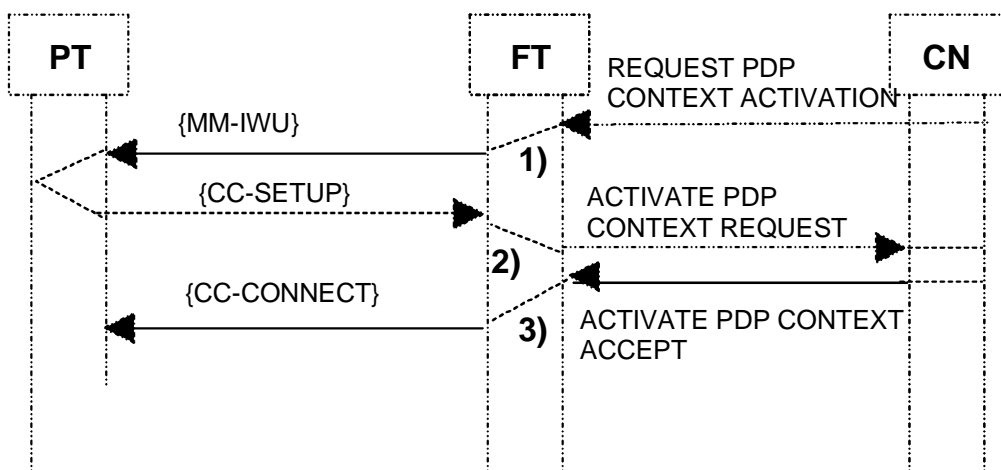 PT
FT
CN
REQUEST PDP
CONTEXT ACTIVATION
{MM-IWU}
1)
{CC-SETUP}
ACTIVATE PDP
CONTEXT REQUEST
2)
{CC-CONNECT}
3)
ACTIVATE PDP CONTEXT
ACCEPT